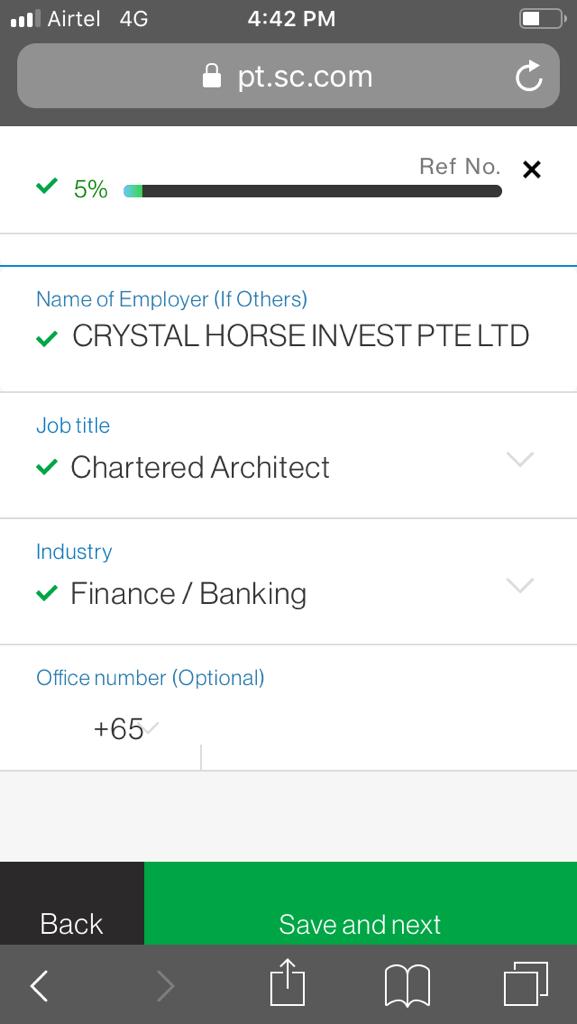 Airtel 4G 4:42 PM
pt.sc.com
Ref No.
5%
Name of Employer (If Others)
CRYSTAL HORSE INVEST PTE LTD
Job title
Chartered Architect
Industry
Finance / Banking
Office number (Optional)
+65
Back Save and next